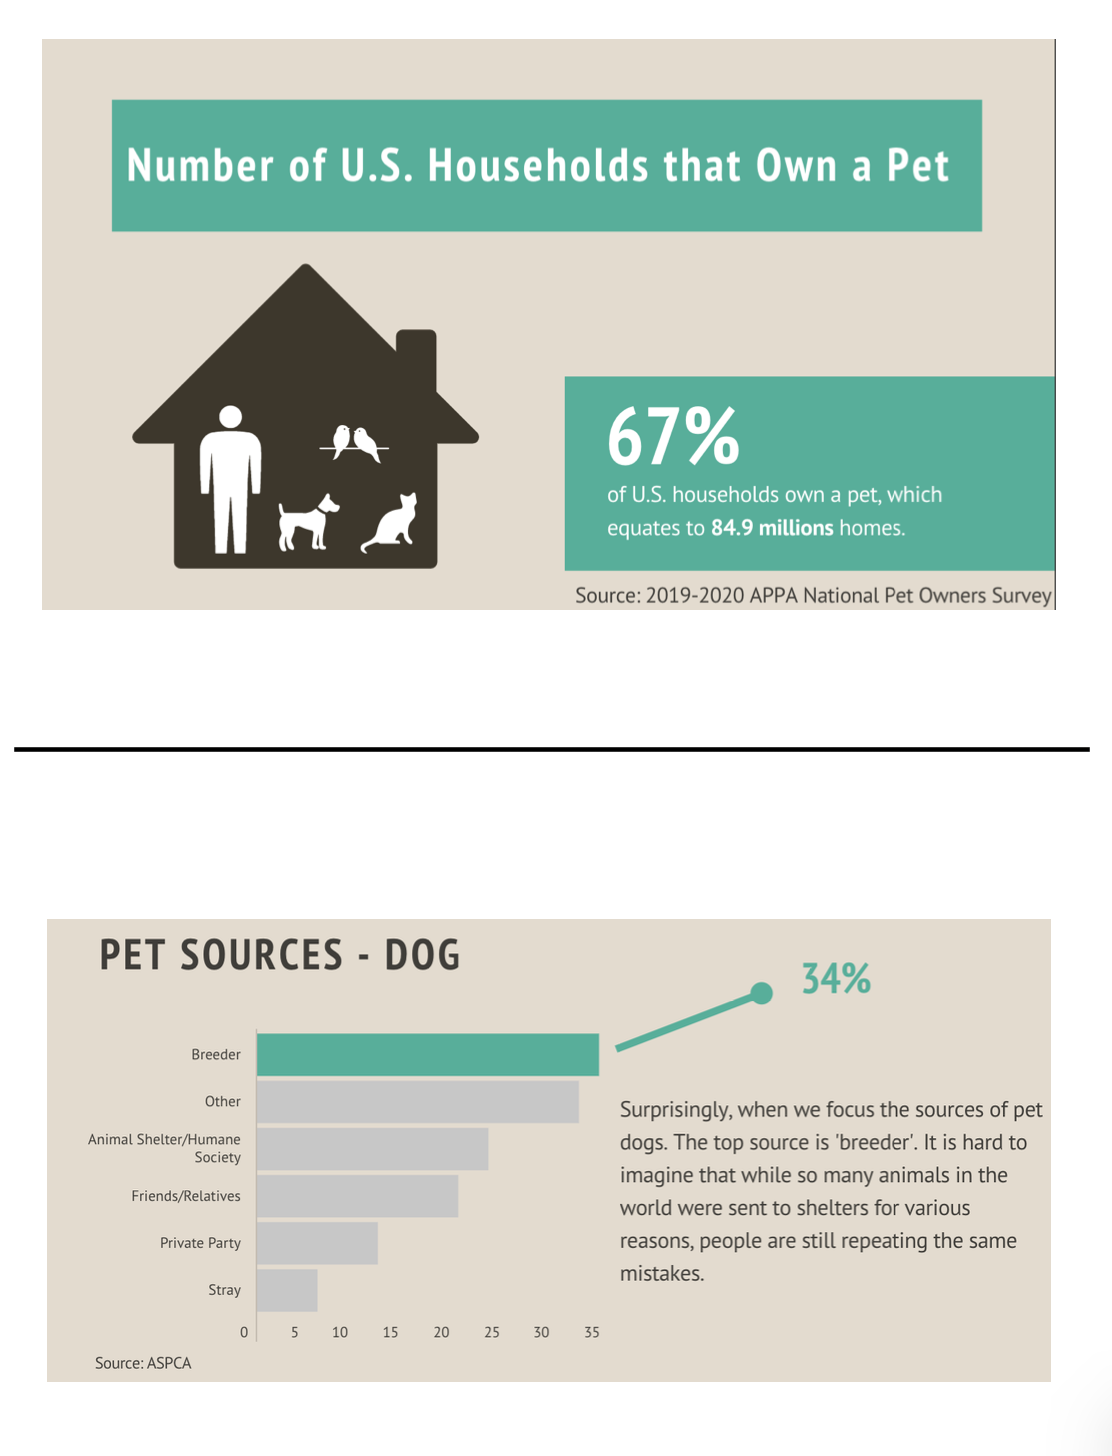 Number of U.S. Households that Own a Pet
67%
of U.S. households own a pet, which
equates to 84.9 millions homes.
Source: 2019-2020 APPA National Pet Owners Survey
PET SOURCES - DOG
34%
Breeder
Other
Animal Shelter/Humane
Society
Friends/Relatives
Private Party
Stray
0 5 10 15 20 25 30 35
Source: ASPCA
Surprisingly, when we focus the sources of pet
dogs. The top source is 'breeder'. It is hard to
imagine that while so many animals in the
world were sent to shelters for various
reasons, people are still repeating the same
mistakes.